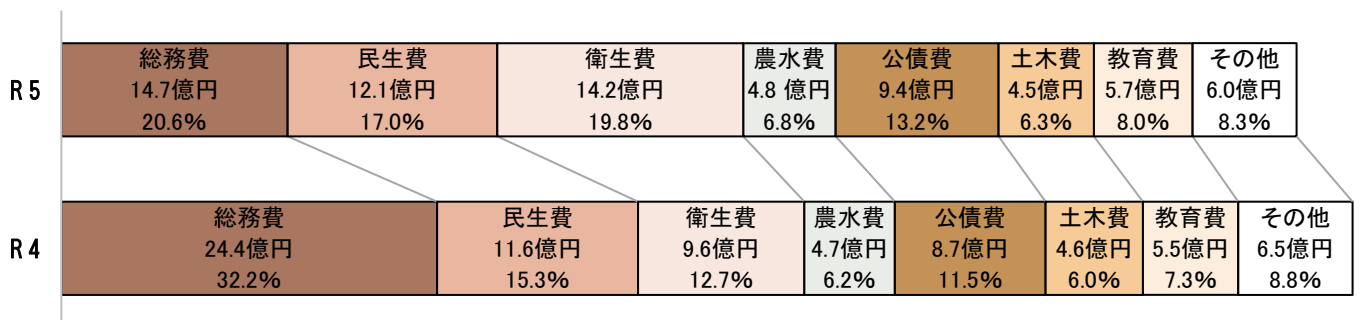 R5
総務費 民生費 衛生費 農水費 公債費 土木費 教育費 その他
14.7億円 12.1億円 14.2億円 4.8 億円 9.4億円 4.5億円 5.7億円 6.0億円
20.6% 17.0% 19.8% 6.8% 13.2% 6.3% 8.0% 8.3%
R4
総務費 民生費 衛生費 農水費 公債費 土木費 教育費 その他
24.4億円 11.6億円 9.6億円 4.7億円 8.7億円 4.6億円 5.5億円 6.5億円
32.2% 15.3% 12.7% 6.2% 11.5% 6.0% 7.3% 8.8%